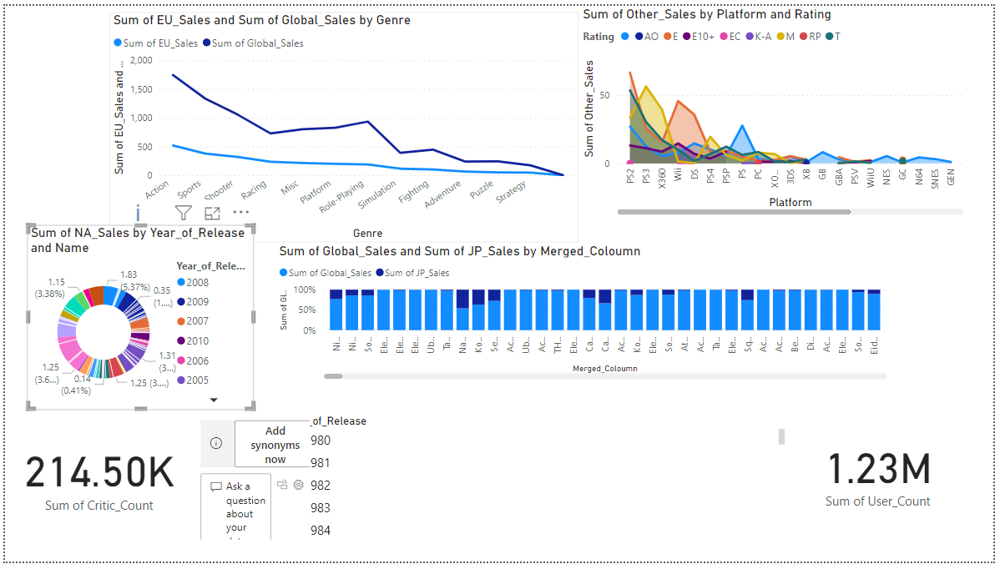 Sum of EU_Sales and Sum of Global_Sales by Genre
Sum of EU_Sales Sum of Global_Sales
Sum of EU_Sales and ...
2,000
1,500
1,000
500
0
Action
Sports
Shooter
Racing
Misc
Platform
Role-Playing
Simulation
Fighting
Adventure
Puzzle
Strategy
Genre
Sum of Other_Sales by Platform and Rating
Rating AO E E10+ EC K-A M RP T
Sum of Other_Sales
50
0
PS2
PS3
X360
Wii
DS
PS4
PSP
PS
PC
XO...
3DS
XB
GB
GBA
PSV
WiiU
NES
GC
N64
SNES
GEN
Platform
Sum of NA_Sales by Year_of_Release
and Name
Year_of_Rele...
2008
2009
2007
2010
2006
2005
1.83
(5.37%)
0.35
(1....)
1.31
(3...)
1.25 (3....)
0.14
(0.41%)
1.25
(3.6...)
1.15
(3.38%)
Sum of Global_Sales and Sum of JP_Sales by Merged_Coloumn
Sum of Global_Sales Sum of JP_Sales
Sum of Gl...
100%
50%
0%
Ni...
Ni...
So...
Ele...
Ele...
Ele...
Ub...
Ta...
Na...
Ko...
Se...
Ac...
Ub...
Ac...
TH...
Ele...
Ca...
Ca...
Ac...
Ko...
Ele...
So...
At...
Ac...
Ta...
Ele...
Sq...
Ac...
Ac...
Be...
Di...
Ac...
Ele...
So...
Eid...
Merged_Coloumn
214.50K
Sum of Critic_Count
Add
synonyms
now
Ask a
question
about
your
_of_Release
980
981
982
983
984
1.23M
Sum of User_Count